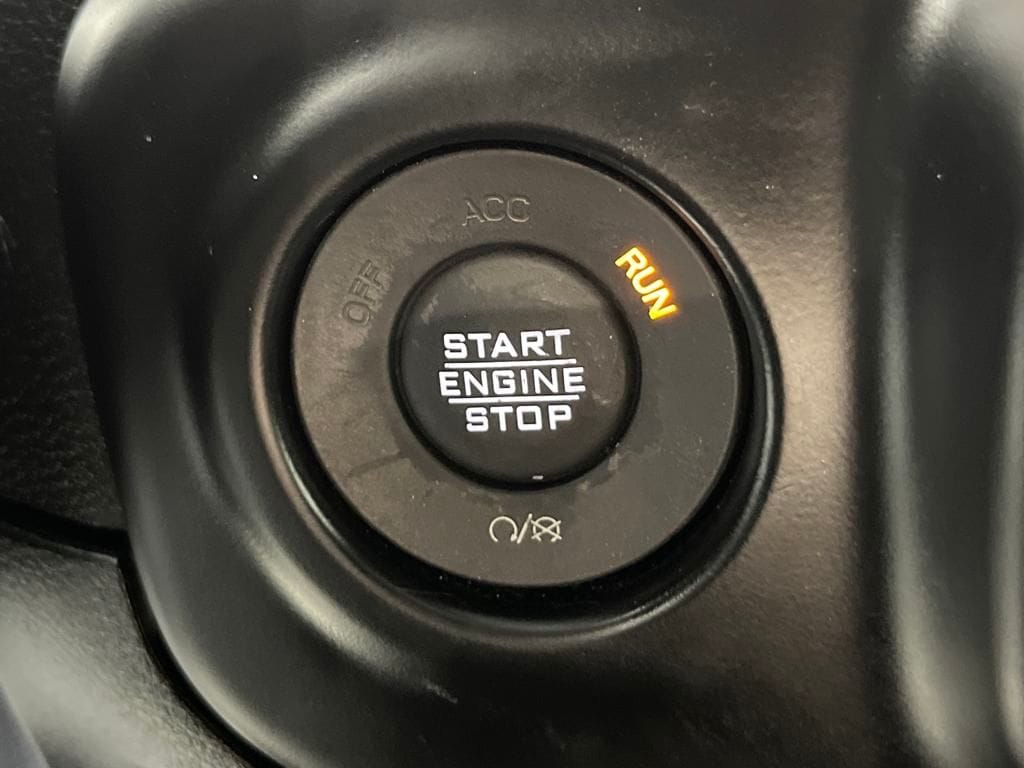 ACC
OFF
RUN
START
ENGINE
STOP